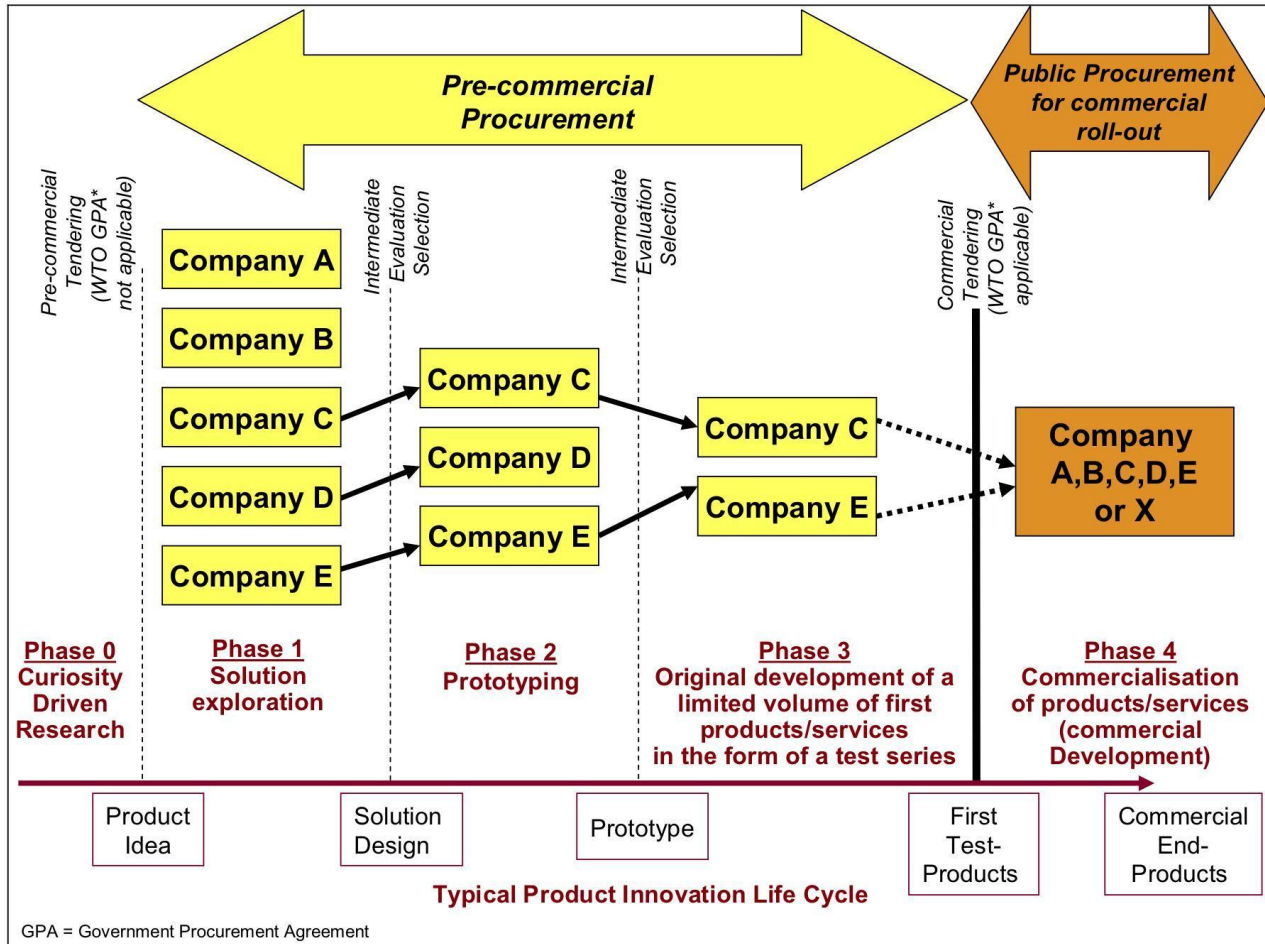 Pre-commercial
Procurement
Public Procurement
for commercial
roll-out
Pre-commercial
Tendering
(WTO GPA*
not applicable)
Intermediate
Evaluation
Selection
Intermediate
Evaluation
Selection
Commercial
Tendering
(WTO GPA*
applicable)
Company A
Company B
Company C
Company D
Company E
Company C
Company D
Company E
Company C
Company E
Company
A,B,C,D,E
or X
Phase 0
Curiosity
Driven
Research
Phase 1
Solution
exploration
Phase 2
Prototyping
Phase 3
Original development of a
limited volume of first
products/services
in the form of a test series
Phase 4
Commercialisation
of products/services
(commercial
Development)
Product
Idea
Solution
Design
Prototype
First
Test-
Products
Commercial
End-
Products
Typical Product Innovation Life Cycle
GPA = Government Procurement Agreement